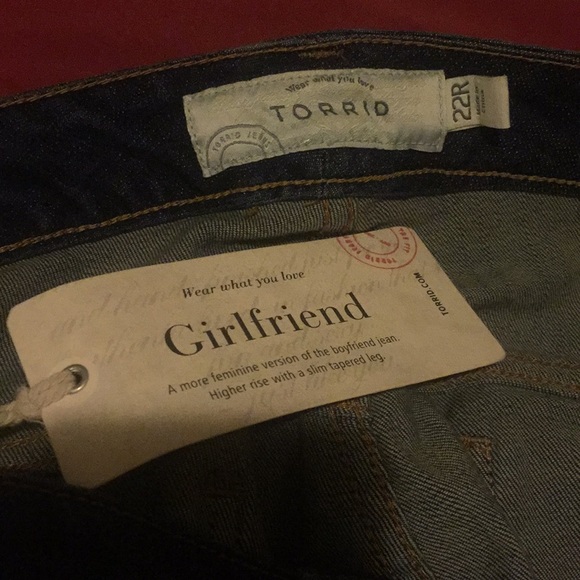 Wear what you love
TORRID
TORRID JEANS
22R
Wear what you love
Girlfriend
A more feminine version of the boyfriend jean.
Higher rise with a slim tapered leg.
TORRID.COM